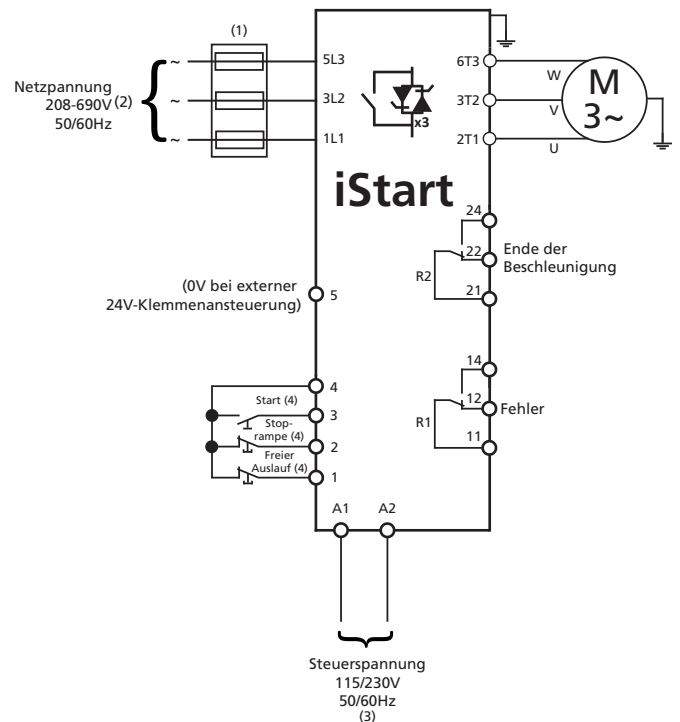 (1)
Netzpannung
208-690V (2)
50/60Hz
~
~
~
5L3
3L2
1L1
x3
iStart
6T3
3T2
2T1
W
V
U
M
3~
24
22
21
R2
Ende der
Beschleunigung
(0V bei externer
24V-Klemmenansteuerung)
5
14
12
11
R1
Fehler
4
Start (4)
3
Stop-
rampe (4)
2
Freier
Auslauf (4)
1
A1
A2
Steuerspannung
115/230V
50/60Hz
(3)